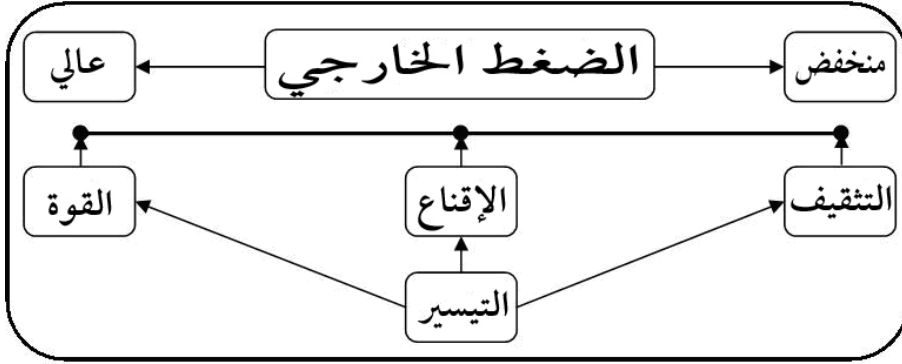 منخفض
الضغط الخارجي
عالي
التثقيف
الإقناع
القوة
التيسير